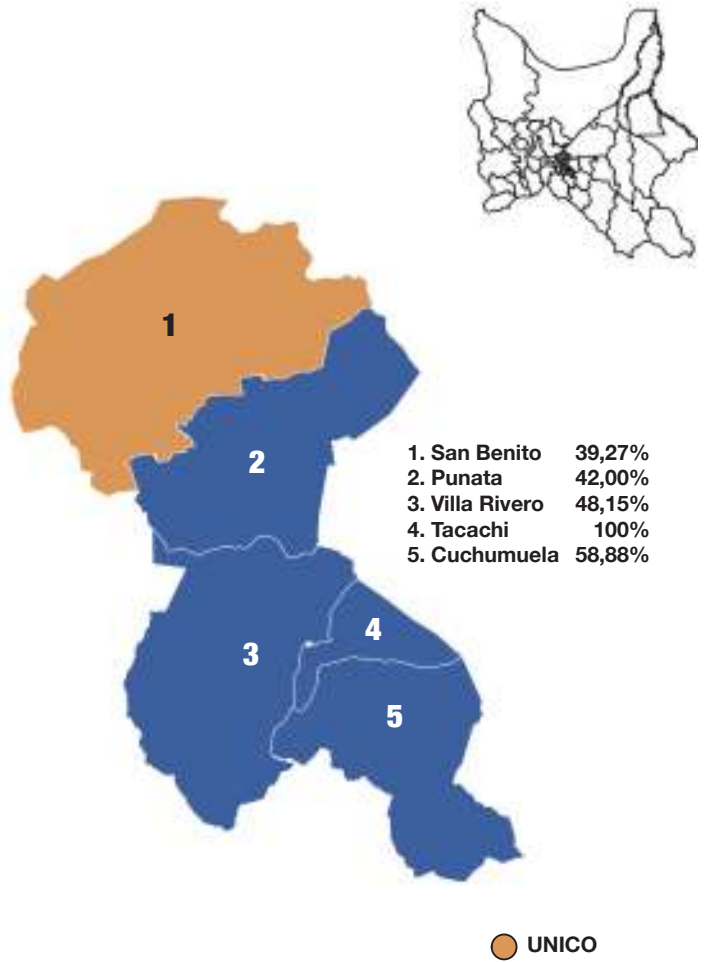 1
2
1. San Benito 39,27%
2. Punata 42,00%
3. Villa Rivero 48,15%
4. Tacachi 100%
5. Cuchumuela 58,88%
4
3
5
UNICO